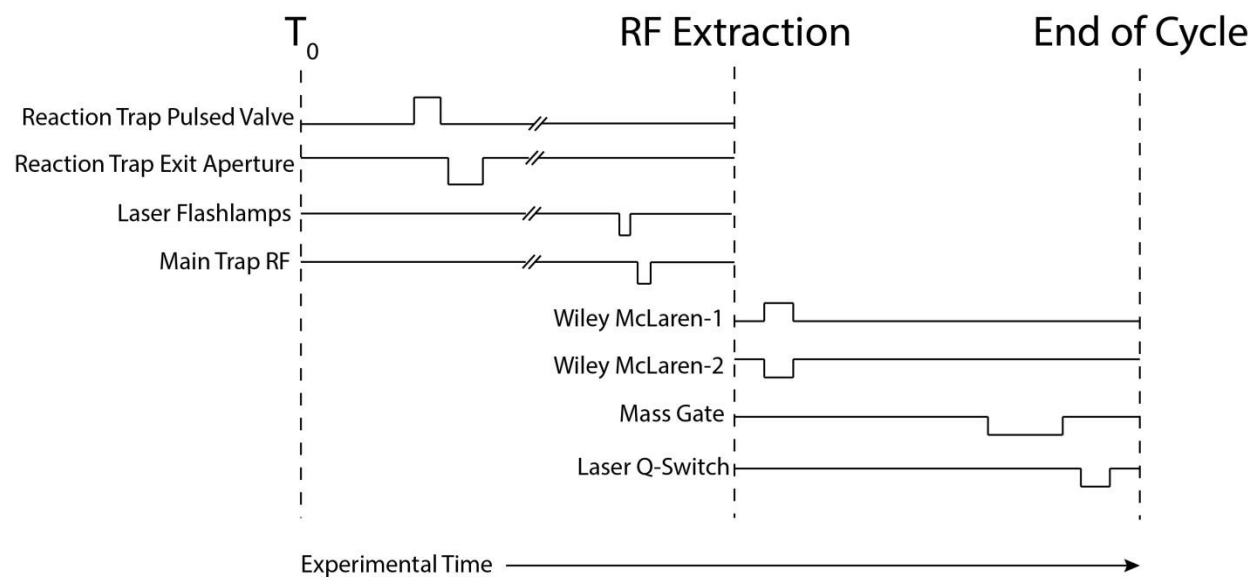 T₀ RF Extraction End of Cycle
Reaction Trap Pulsed Valve
Reaction Trap Exit Aperture
Laser Flashlamps
Main Trap RF
Wiley McLaren-1
Wiley McLaren-2
Mass Gate
Laser Q-Switch
Experimental Time